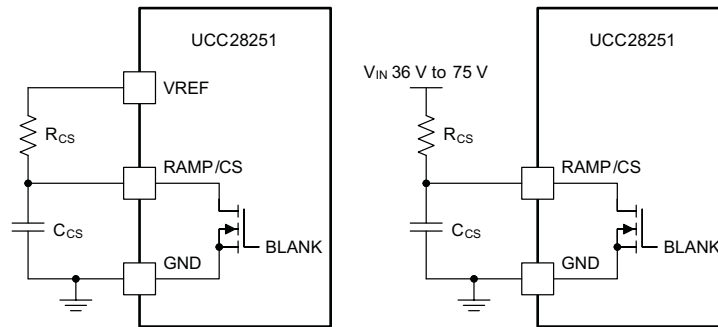 UCC28251
VREF
RCS
RAMP/CS
CCS
BLANK
GND
UCC28251
VIN 36 V to 75 V
RCS
RAMP/CS
CCS
BLANK
GND